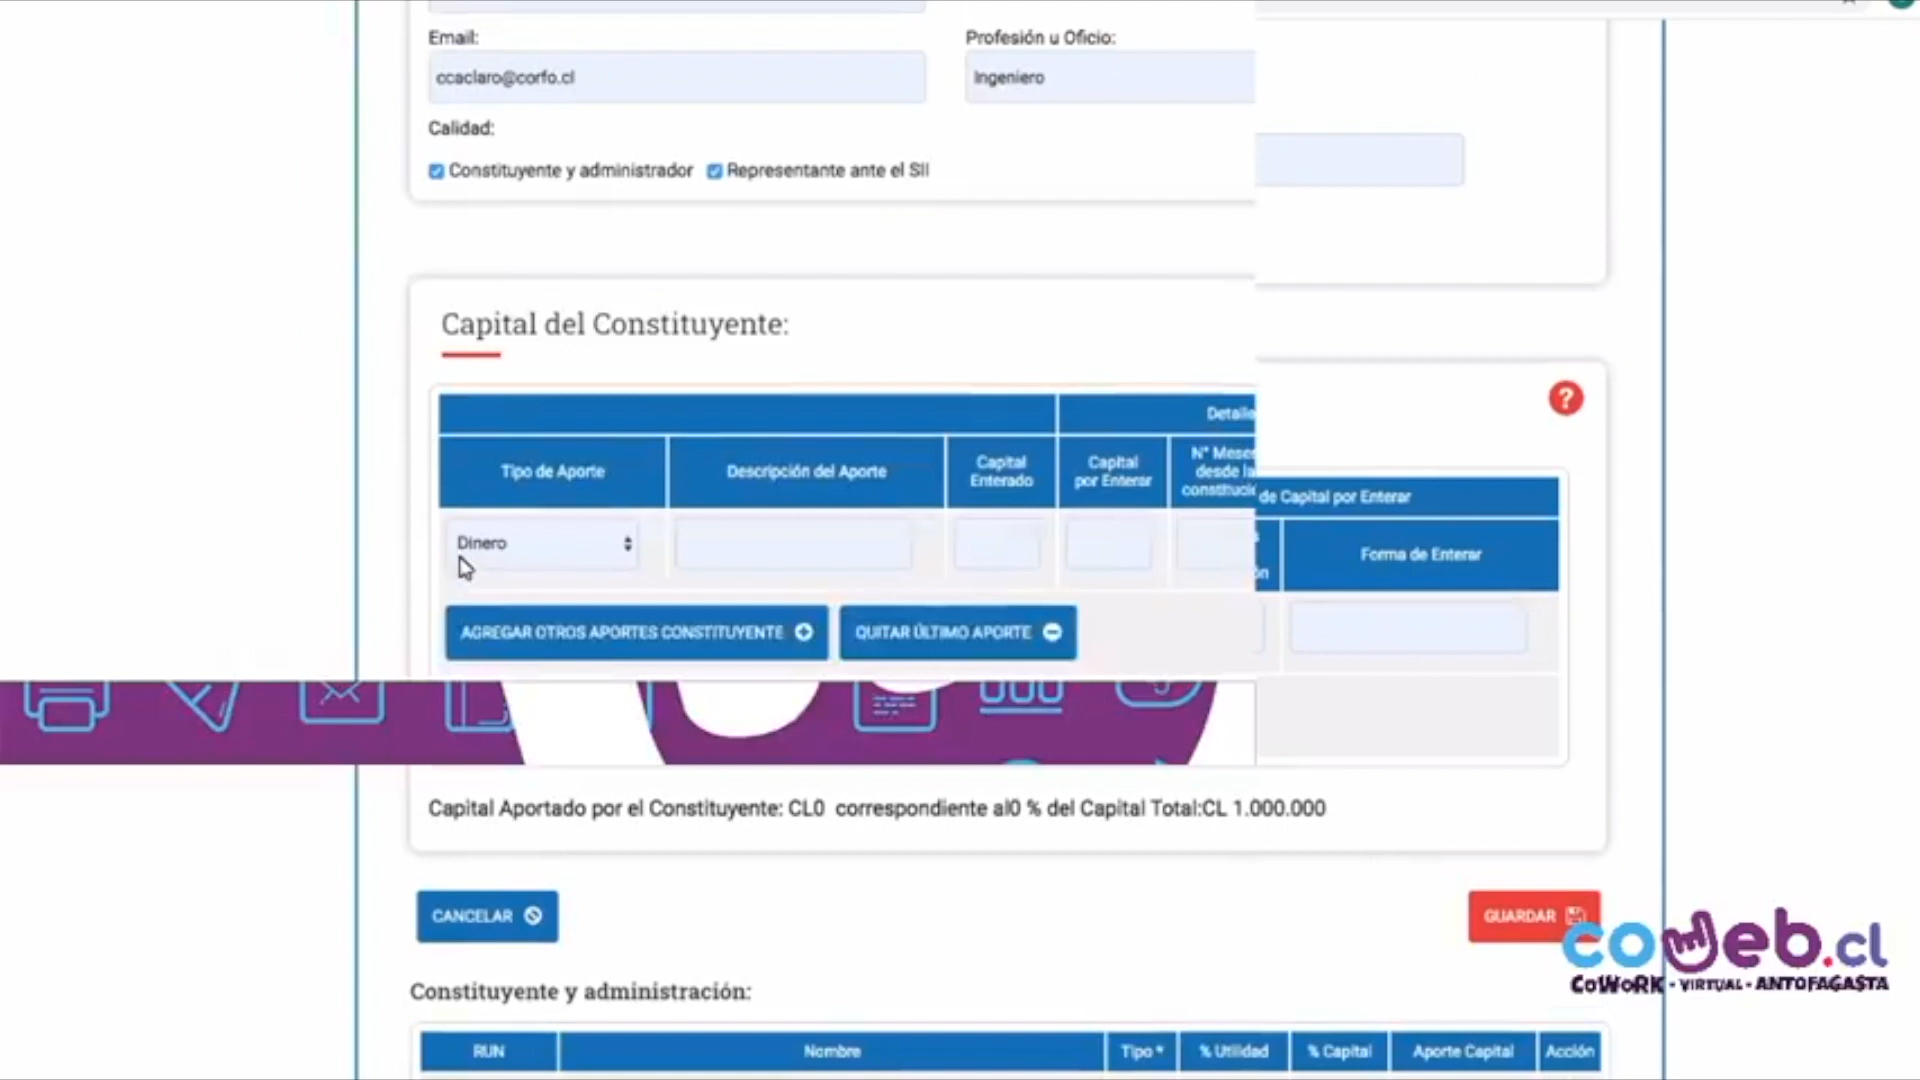 Email:
Profesión u Oficio:
ccaclaro@corfo.cl
Ingeniero
Calidad:
Constituyente y administrador
Representante ante el SII
Capital del Constituyente:
?
Detalle
Tipo de Aporte
Descripción del Aporte
Capital
Enterado
Capital
por Enterar
N° Meses
desde la
de Capital por Enterar
Forma de Enterar
Dinero
AGREGAR OTROS APORTES CONSTITUYENTE
QUITAR ÚLTIMO APORTE
Capital Aportado por el Constituyente: CL0 correspondiente al0 % del Capital Total:CL 1.000.000
CANCELAR
GUARDAR
coweb.cl
CoWoRK - VIRTUAL - ANTOFAGASTA
Constituyente y administración:
RUN
Nombre
Tipo *
% Utilidad
% Capital
Aporte Capital
Acción